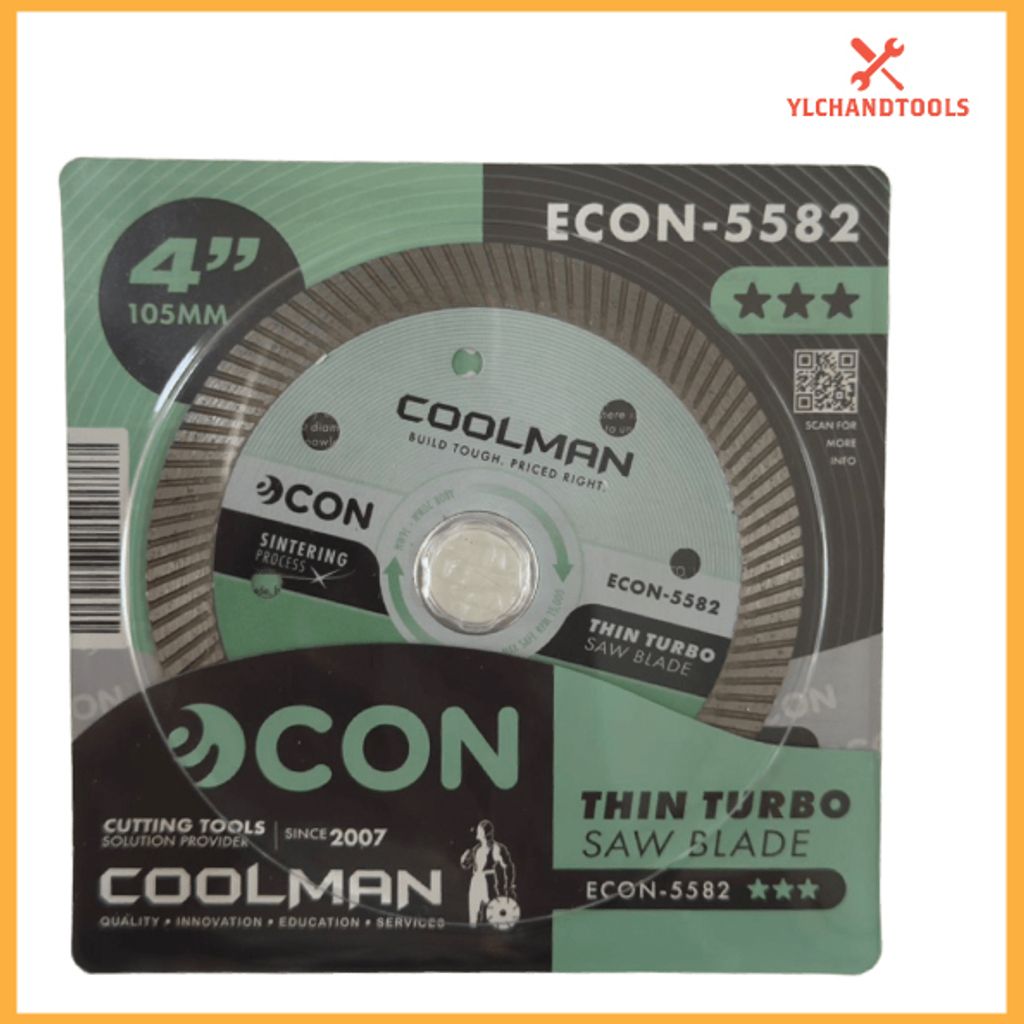 YLCHANDTOOLS
ECON-5582
4”
105MM
SCAN FOR
MORE
INFO
COOLMAN
BUILD TOUGH. PRICED RIGHT.
ECON
SINTERING
PROCESS
ECON-5582
THIN TURBO
SAW BLADE
ECON
CUTTING TOOLS
SOLUTION PROVIDER
SINCE 2007
COOLMAN
QUALITY • INNOVATION • EDUCATION • SERVICES
THIN TURBO
SAW BLADE
ECON-5582